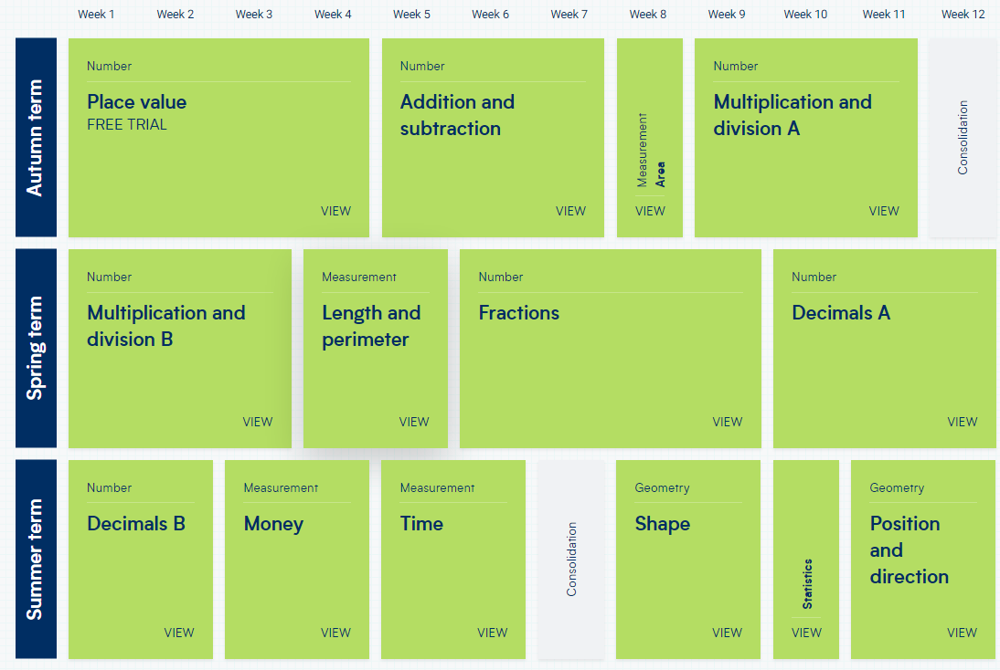 Week 1 Week 2 Week 3 Week 4 Week 5 Week 6 Week 7 Week 8 Week 9 Week 10 Week 11 Week 12
Autumn term
Number
Place value
FREE TRIAL
VIEW
Number
Addition and
subtraction
VIEW
Measurement
Area
VIEW
Number
Multiplication and
division A
VIEW
Consolidation
Spring term
Number
Multiplication and
division B
VIEW
Measurement
Length and
perimeter
VIEW
Number
Fractions
VIEW
Number
Decimals A
VIEW
Summer term
Number
Decimals B
VIEW
Measurement
Money
VIEW
Measurement
Time
VIEW
Consolidation
Geometry
Shape
VIEW
Statistics
VIEW
Geometry
Position
and
direction
VIEW